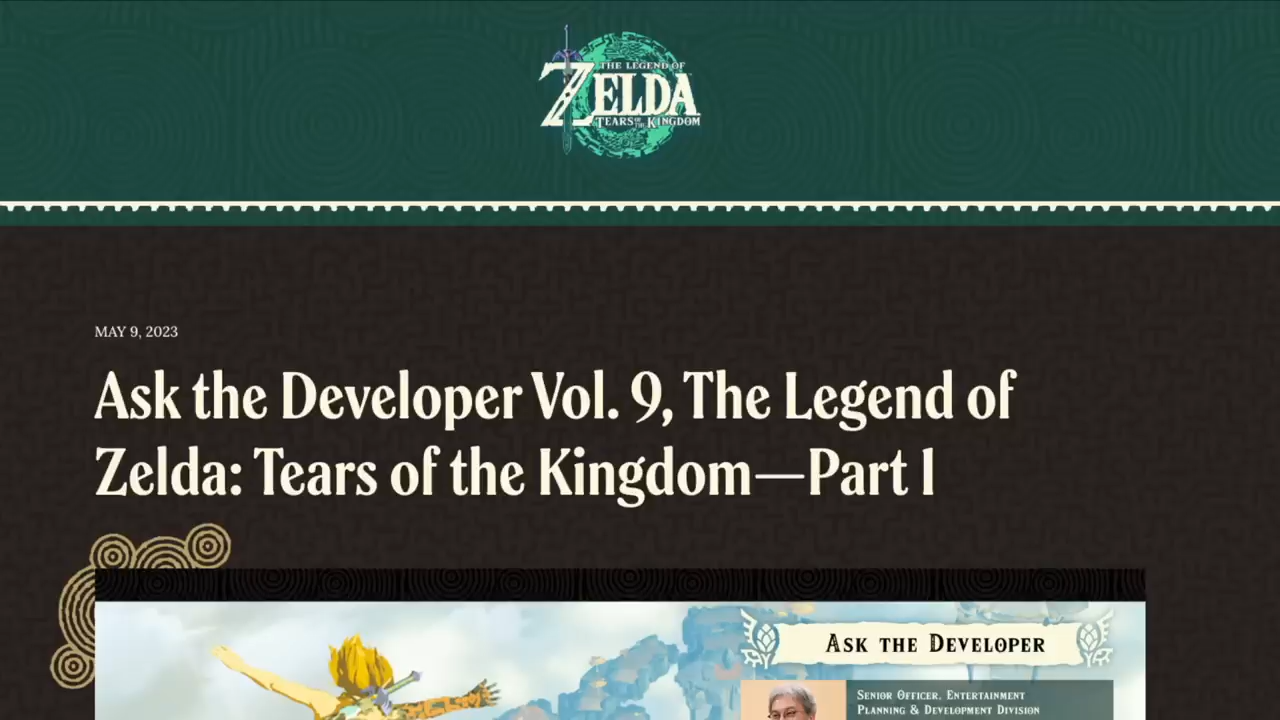 THE LEGEND OF
ZELDA
TEARS OF THE KINGDOM
MAY 9, 2023
Ask the Developer Vol. 9, The Legend of
Zelda: Tears of the Kingdom—Part 1
ASK THE DEVELOPER
SENIOR OFFICER, ENTERTAINMENT
PLANNING & DEVELOPMENT DIVISION